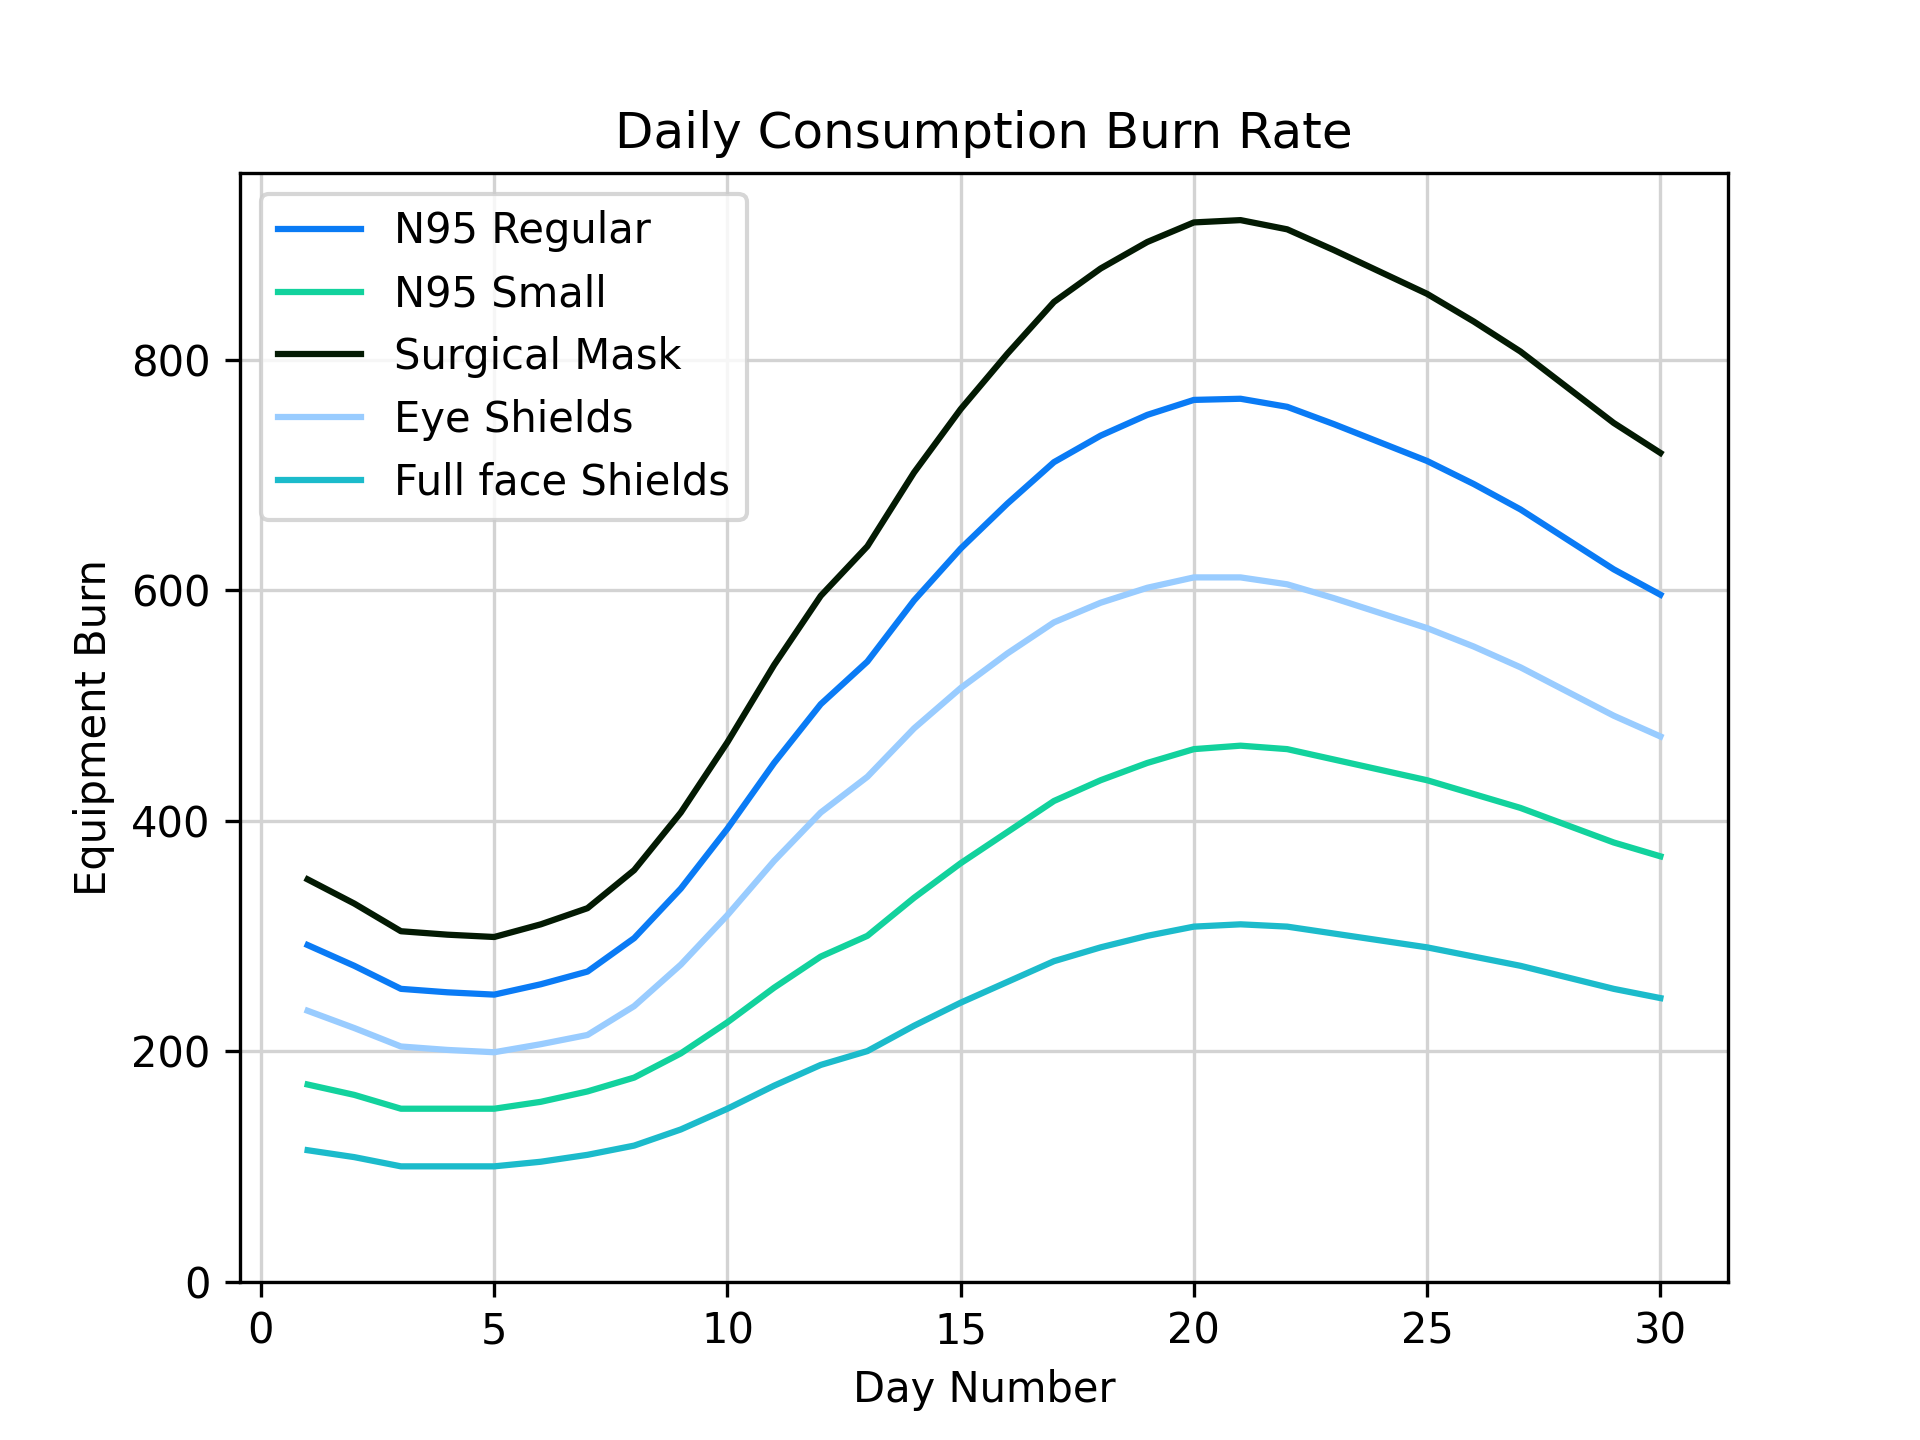 Daily Consumption Burn Rate
N95 Regular
N95 Small
Surgical Mask
Eye Shields
Full face Shields
Equipment Burn
800
600
400
200
0
0 5 10 15 20 25 30
Day Number